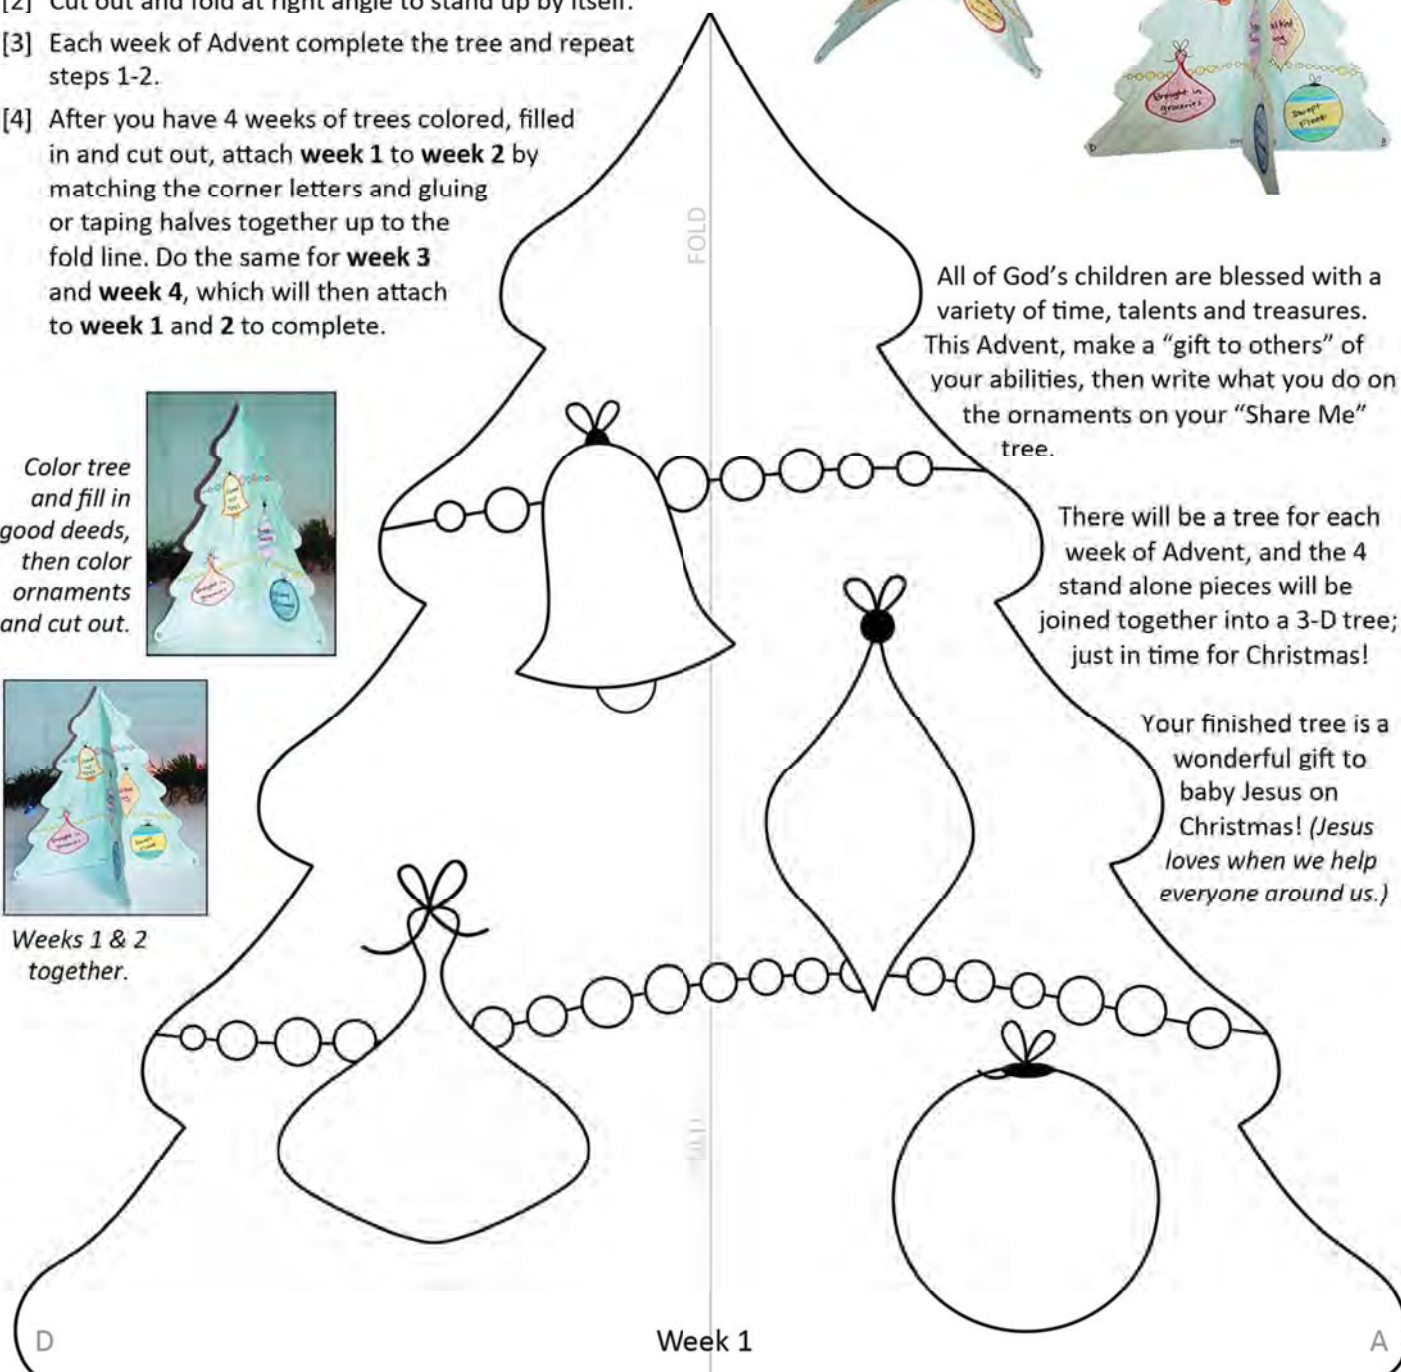 [2] Cut out and fold at right angle to stand up by itself.
[3] Each week of Advent complete the tree and repeat
steps 1-2.
[4] After you have 4 weeks of trees colored, filled
in and cut out, attach week 1 to week 2 by
matching the corner letters and gluing
or taping halves together up to the
fold line. Do the same for week 3
and week 4, which will then attach
to week 1 and 2 to complete.
Color tree
and fill in
good deeds,
then color
ornaments
and cut out.
Weeks 1 & 2
together.
FOLD
brought in
groceries
Swept
Floor
D
All of God's children are blessed with a
variety of time, talents and treasures.
This Advent, make a "gift to others" of
your abilities, then write what you do on
the ornaments on your "Share Me"
tree.
There will be a tree for each
week of Advent, and the 4
stand alone pieces will be
joined together into a 3-D tree;
just in time for Christmas!
Your finished tree is a
wonderful gift to
baby Jesus on
Christmas! (Jesus
loves when we help
everyone around us.)
D
Week 1
A